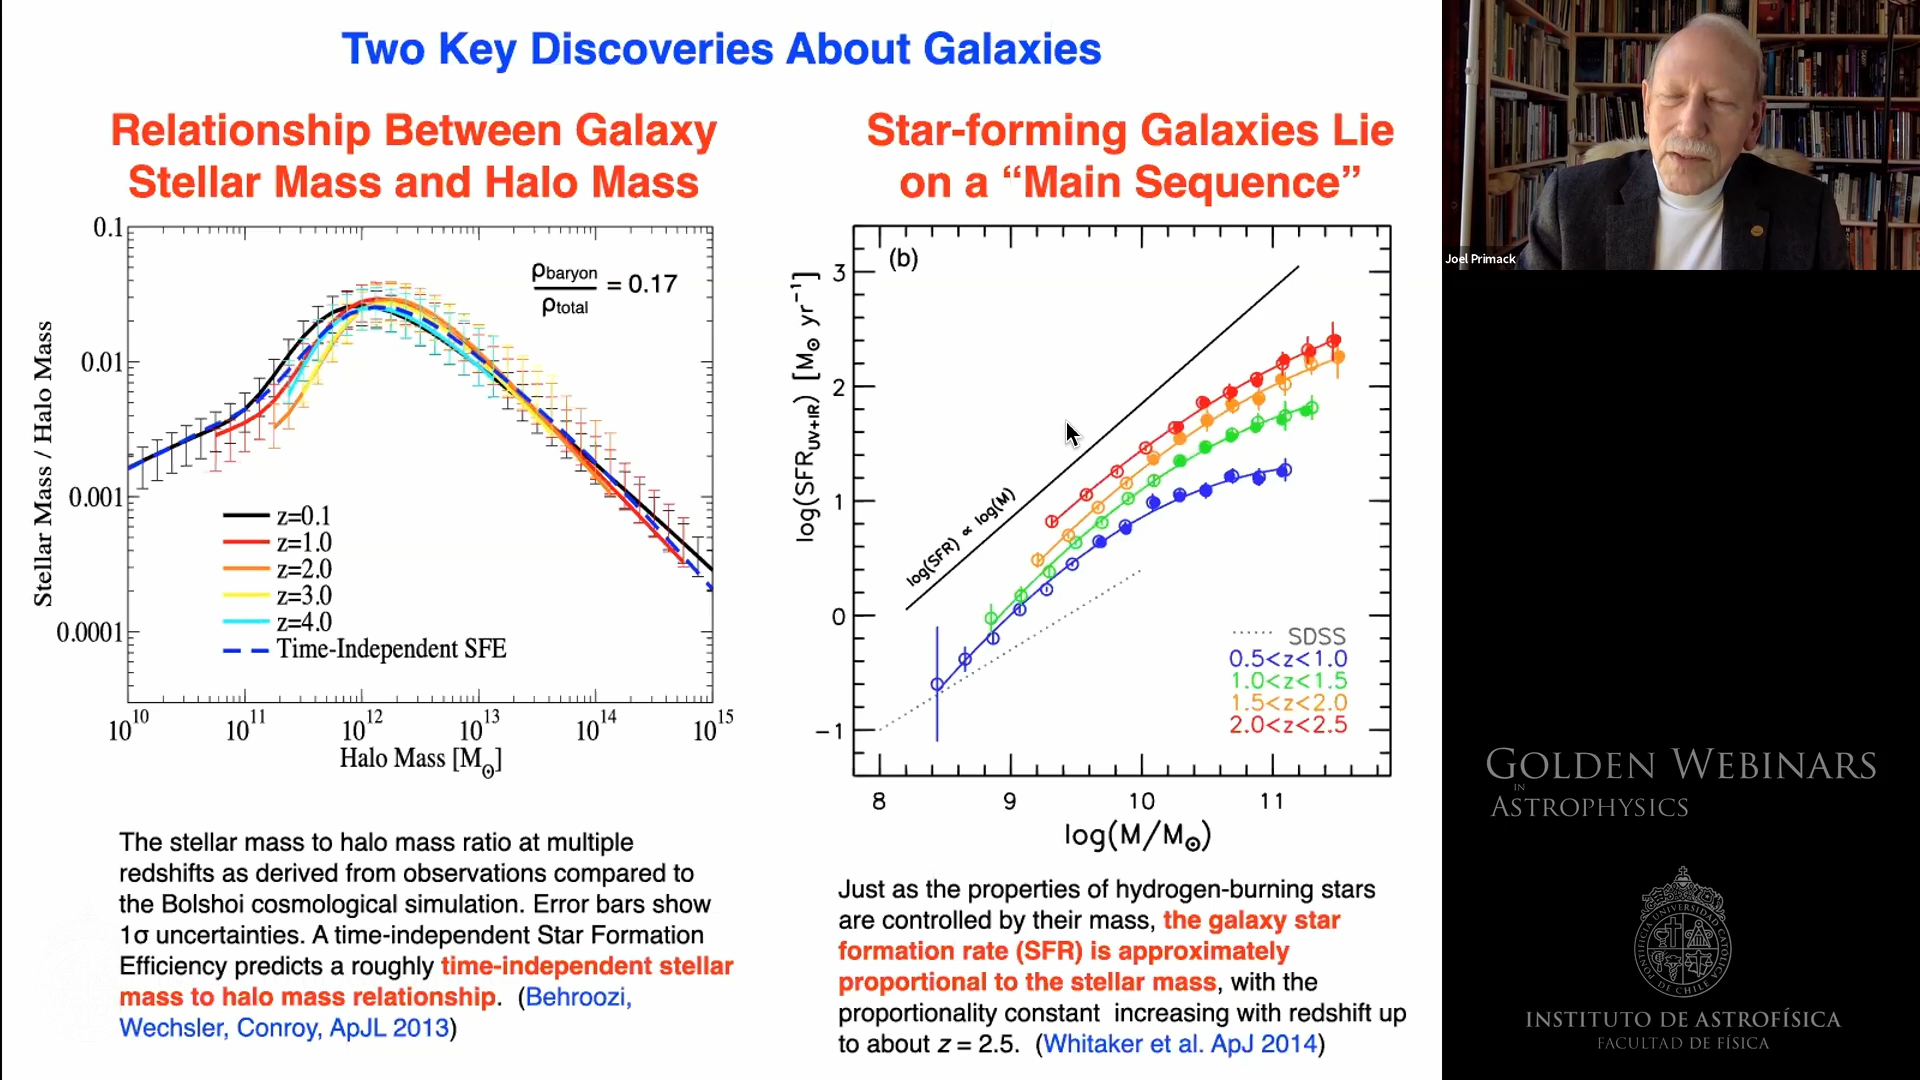 Two Key Discoveries About Galaxies
Relationship Between Galaxy
Stellar Mass and Halo Mass
0.1
0.01
0.001
0.0001
Stellar Mass / Halo Mass
ρbaryon
ρtotal
= 0.17
z=0.1
z=1.0
z=2.0
z=3.0
z=4.0
Time-Independent SFE
10^10
10^11
10^12
10^13
10^14
10^15
Halo Mass [M⊙]
The stellar mass to halo mass ratio at multiple
redshifts as derived from observations compared to
the Bolshoi cosmological simulation. Error bars show
1σ uncertainties. A time-independent Star Formation
Efficiency predicts a roughly time-independent stellar
mass to halo mass relationship. (Behroozi,
Wechsler, Conroy, ApJL 2013)
Star-forming Galaxies Lie
on a “Main Sequence”
(b)
3
2
1
0
−1
log(SFR_UV+IR) [M⊙ yr^−1]
log(SFR) ∝ log(M)
SDSS
0.5<z<1.0
1.0<z<1.5
1.5<z<2.0
2.0<z<2.5
8
9
10
11
log(M/M⊙)
Just as the properties of hydrogen-burning stars
are controlled by their mass, the galaxy star
formation rate (SFR) is approximately
proportional to the stellar mass, with the
proportionality constant increasing with redshift up
to about z = 2.5. (Whitaker et al. ApJ 2014)
Joel Primack
GOLDEN WEBINARS
IN
ASTROPHYSICS
INSTITUTO DE ASTROFÍSICA
FACULTAD DE FÍSICA